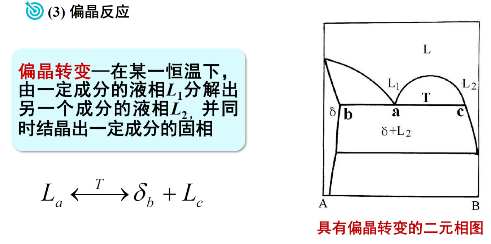 (3) 偏晶反应
偏晶转变—在某一恒温下，
由一定成分的液相L₁分解出
另一个成分的液相L₂, 并同
时结晶出一定成分的固相
L_a ⟷^T δ_b + L_c
L
L₁
L₂
T
δ
b
a
c
δ+L₂
A
B
具有偏晶转变的二元相图